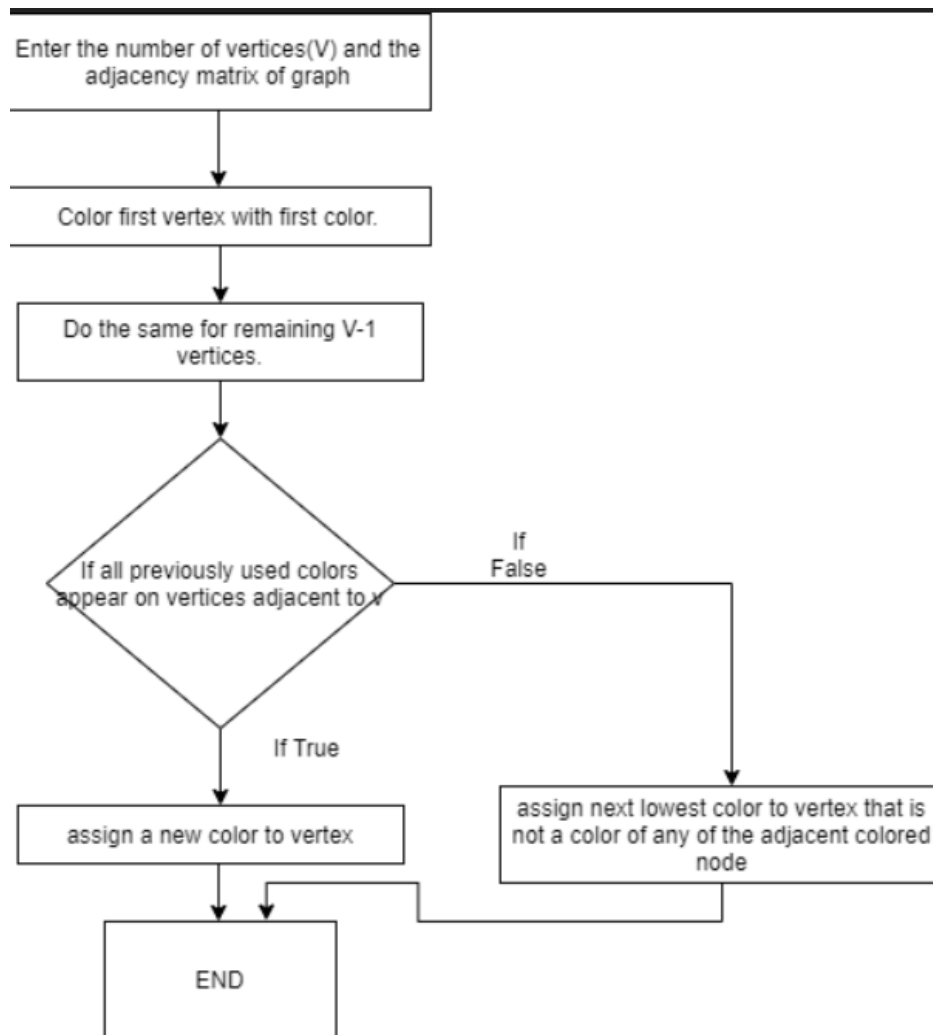 Enter the number of vertices(V) and the
adjacency matrix of graph
Color first vertex with first color.
Do the same for remaining V-1
vertices.
If all previously used colors
appear on vertices adjacent to v
If
False
If True
assign a new color to vertex
assign next lowest color to vertex that is
not a color of any of the adjacent colored
node
END